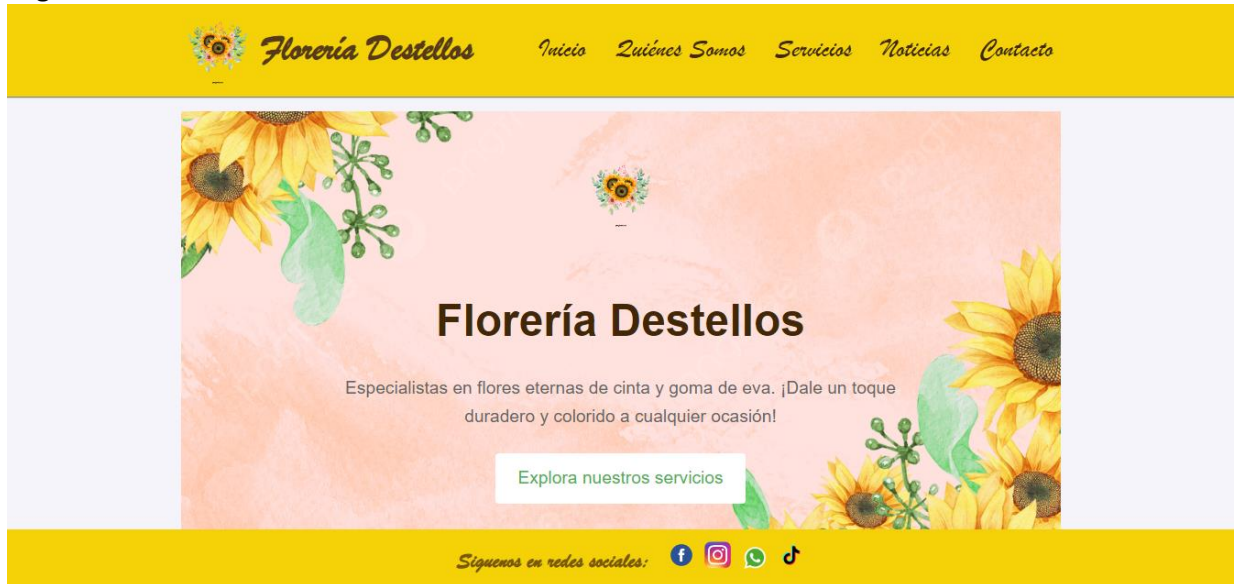 Florería Destellos Inicio Quiénes Somos Servicios Noticias Contacto
Florería Destellos
Especialistas en flores eternas de cinta y goma de eva. ¡Dale un toque
duradero y colorido a cualquier ocasión!
Explora nuestros servicios
Síguenos en redes sociales: